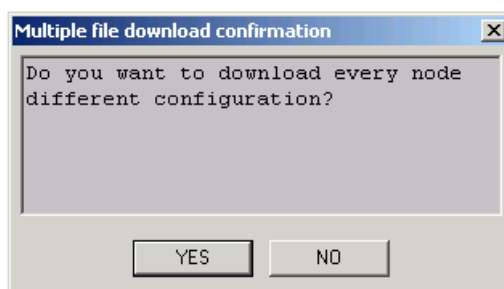 Multiple file download confirmation
Do you want to download every node
different configuration?
YES
NO